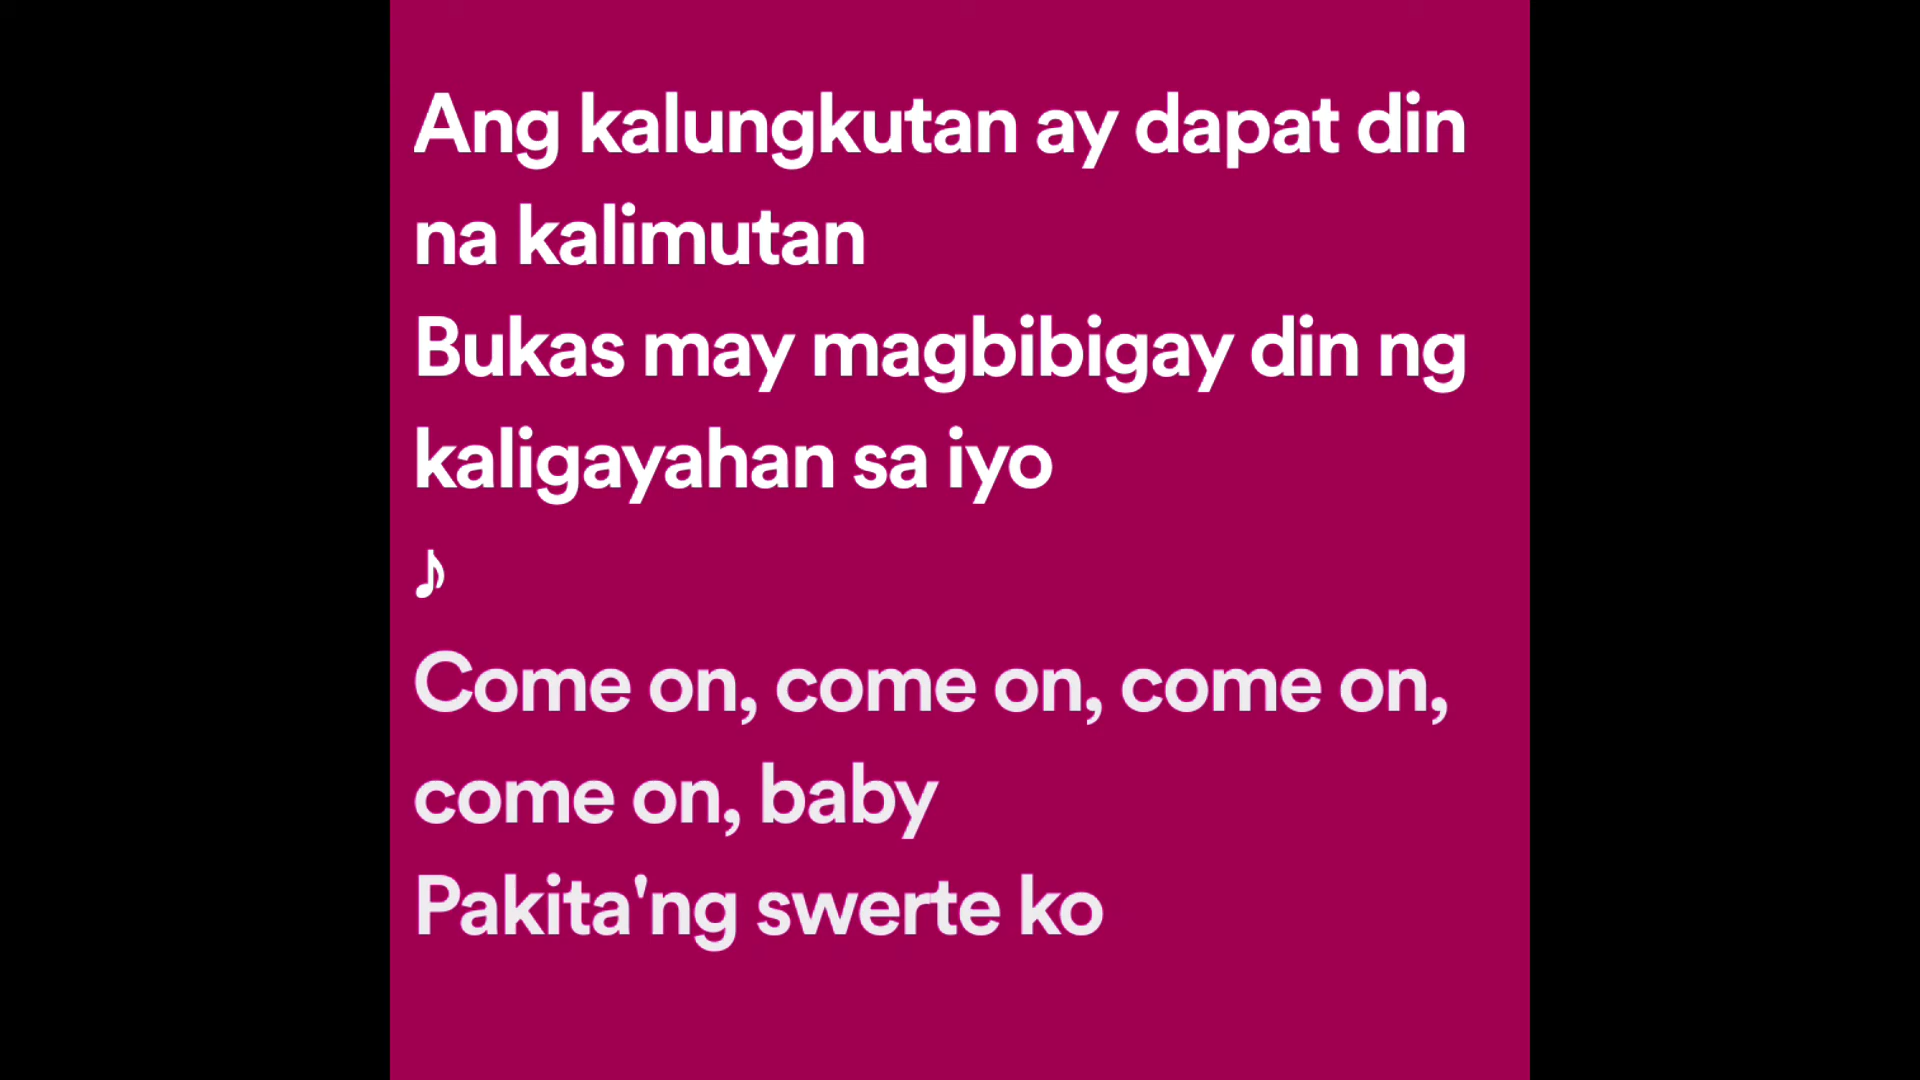 Ang kalungkutan ay dapat din
na kalimutan
Bukas may magbibigay din ng
kaligayahan sa iyo
♪
Come on, come on, come on,
come on, baby
Pakita'ng swerte ko